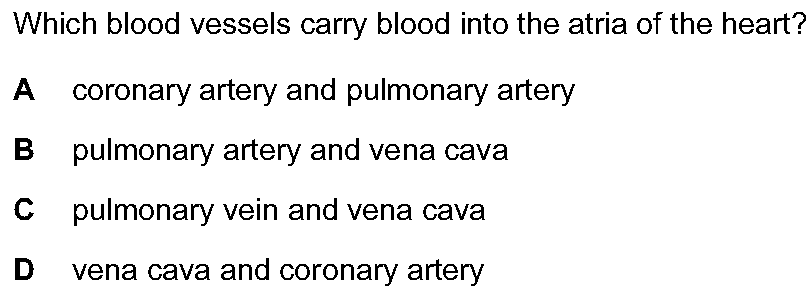 Which blood vessels carry blood into the atria of the heart?
A coronary artery and pulmonary artery
B pulmonary artery and vena cava
C pulmonary vein and vena cava
D vena cava and coronary artery